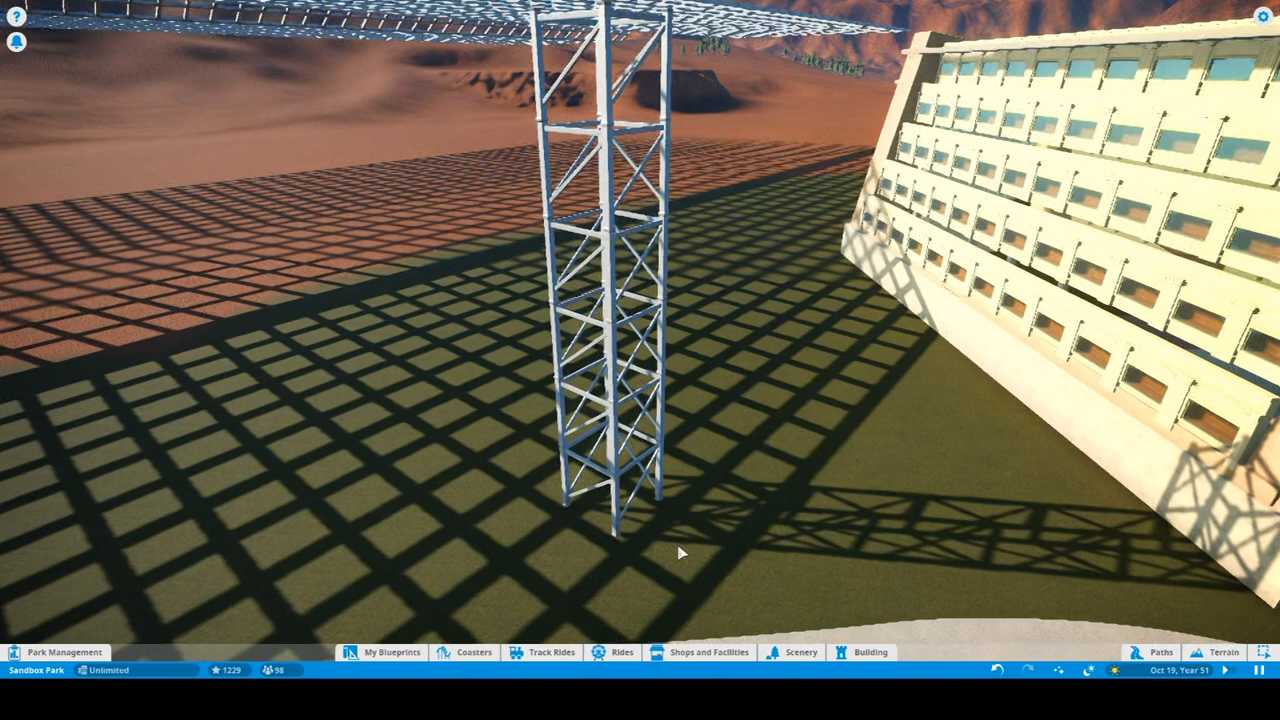 ?
Park Management
My Blueprints
Coasters
Track Rides
Rides
Shops and Facilities
Scenery
Building
Paths
Terrain
Sandbox Park
Unlimited
1229
98
Oct 19, Year 51